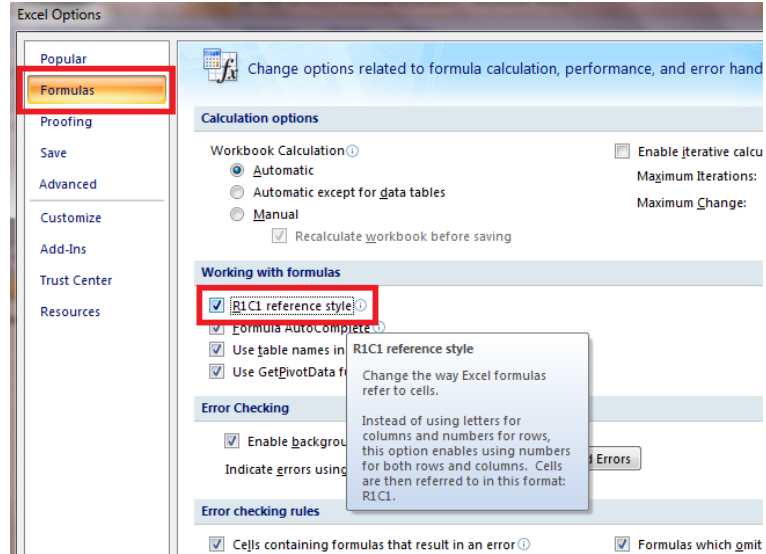 Excel Options
Popular
Formulas
Proofing
Save
Advanced
Customize
Add-Ins
Trust Center
Resources
Change options related to formula calculation, performance, and error hand
Calculation options
Workbook Calculation
Automatic
Automatic except for data tables
Manual
Recalculate workbook before saving
Enable iterative calcu
Maximum Iterations:
Maximum Change:
Working with formulas
R1C1 reference style
Formula AutoComplete
Use table names in
Use GetPivotData fu
R1C1 reference style
Change the way Excel formulas
refer to cells.
Instead of using letters for
columns and numbers for rows,
this option enables using numbers
for both rows and columns. Cells
are then referred to in this format:
R1C1.
Error Checking
Enable backgrou
Indicate errors using
d Errors
Error checking rules
Cells containing formulas that result in an error
Formulas which omit